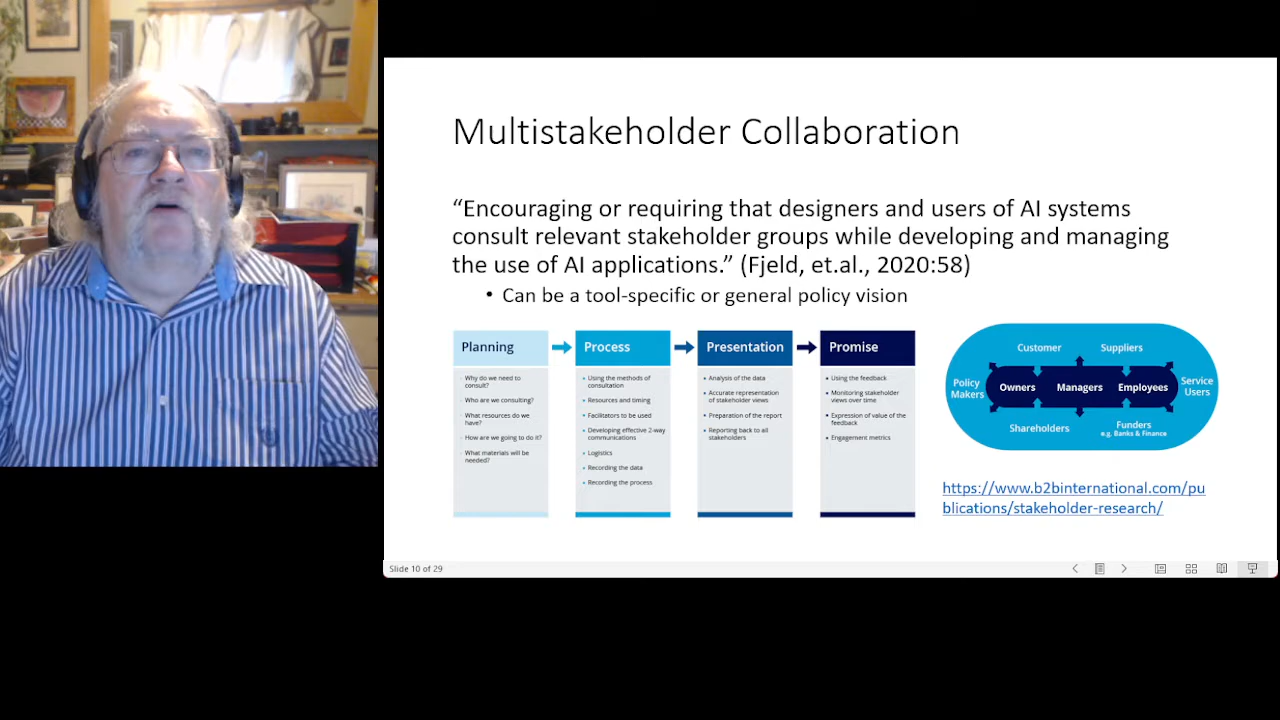 Multistakeholder Collaboration
“Encouraging or requiring that designers and users of AI systems
consult relevant stakeholder groups while developing and managing
the use of AI applications.” (Fjeld, et.al., 2020:58)
• Can be a tool-specific or general policy vision
Planning
Why do we need to
consult?
Who are we consulting?
What resources do we
have?
How are we going to do it?
What materials will be
needed?
Process
• Using the methods of
consultation
• Resources and timing
• Facilitators to be used
• Developing effective 2-way
communications
• Logistics
• Recording the data
• Recording the process
Presentation
• Analysis of the data
• Accurate representation
of stakeholder views
• Preparation of the report
• Reporting back to all
stakeholders
Promise
• Using the feedback
• Monitoring stakeholder
views over time
• Expression of value of the
feedback
• Engagement metrics
Customer
Suppliers
Policy
Makers
Owners
Managers
Employees
Service
Users
Shareholders
Funders
e.g. Banks & Finance
https://www.b2binternational.com/pu
blications/stakeholder-research/
Slide 10 of 29